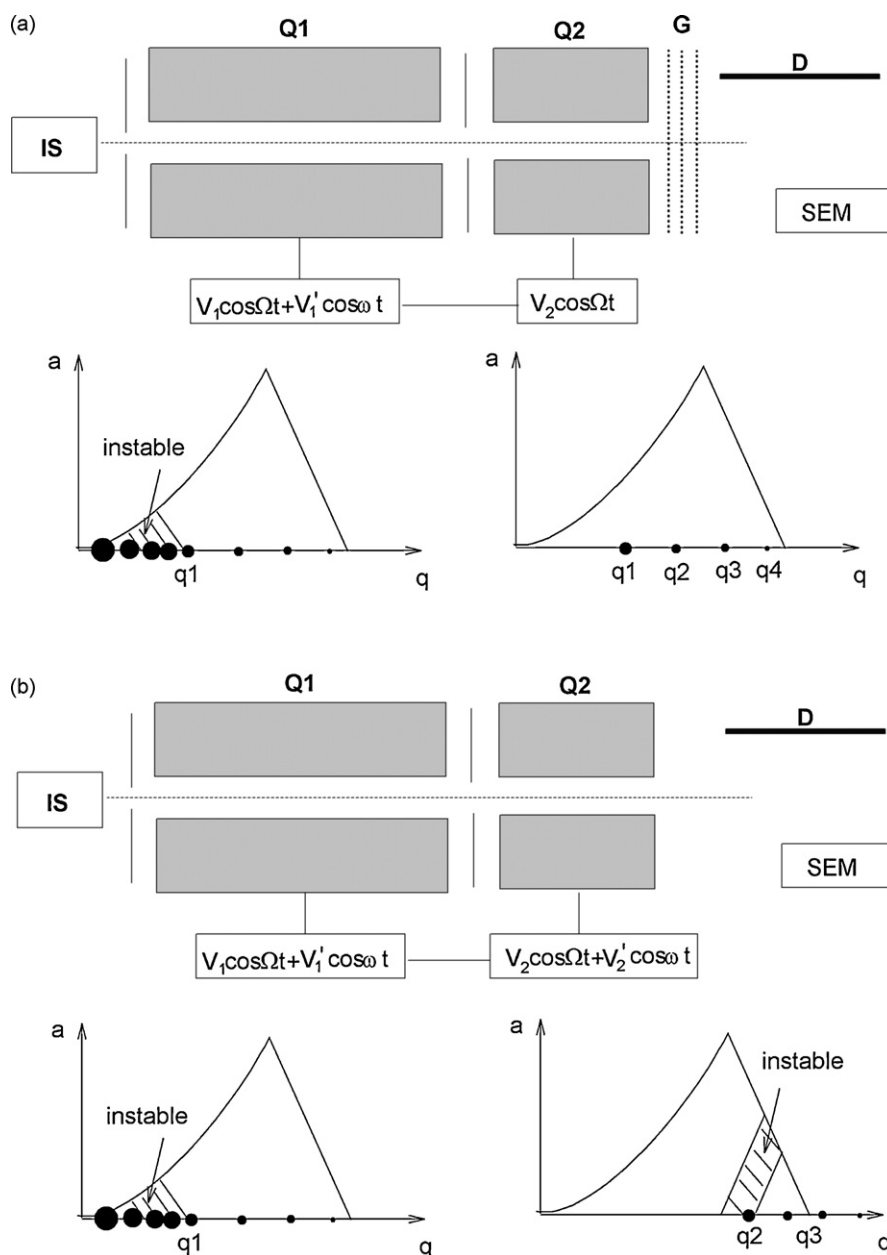 (a)
Q1 Q2 G
D
IS
SEM
V₁cosΩt+V₁'cosω t V₂cosΩt
a a
instable
q1 q q1 q2 q3 q4 q
(b)
Q1 Q2
D
IS
SEM
V₁cosΩt+V₁'cosω t V₂cosΩt+V₂'cosω t
a a
instable instable
q1 q q2 q3 q